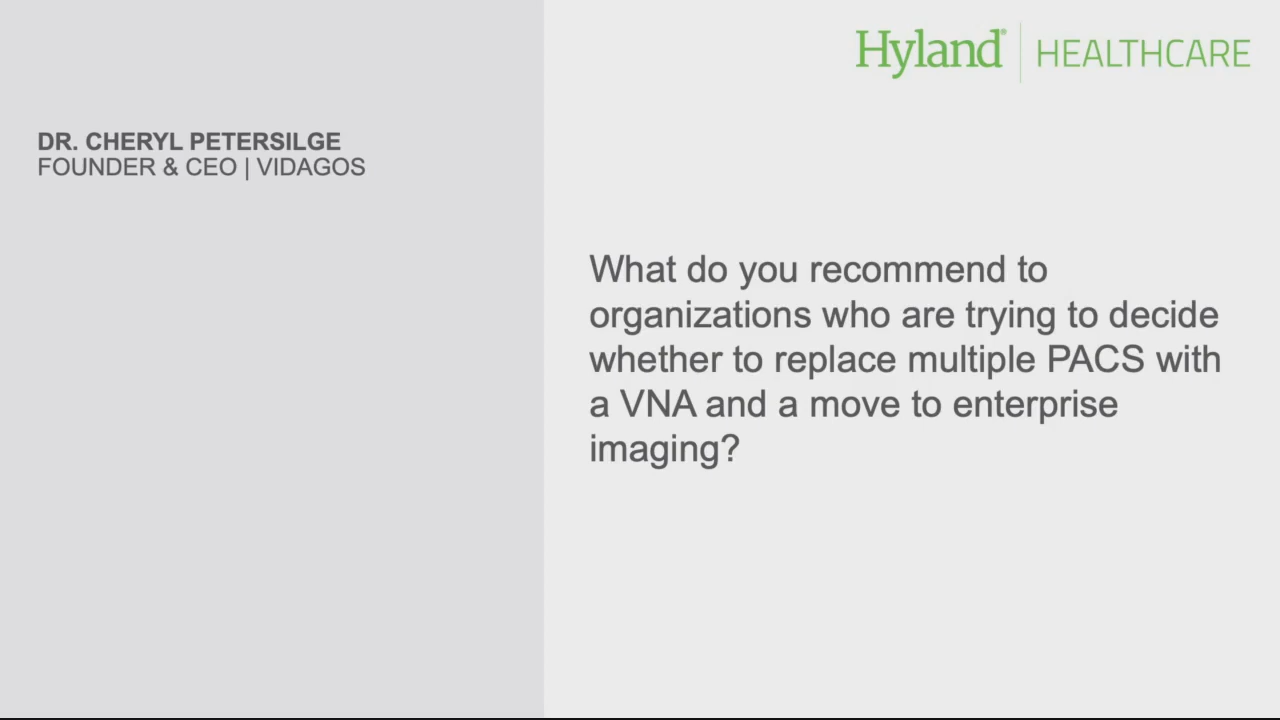 Hyland® | HEALTHCARE
DR. CHERYL PETERSILGE
FOUNDER & CEO | VIDAGOS
What do you recommend to
organizations who are trying to decide
whether to replace multiple PACS with
a VNA and a move to enterprise
imaging?